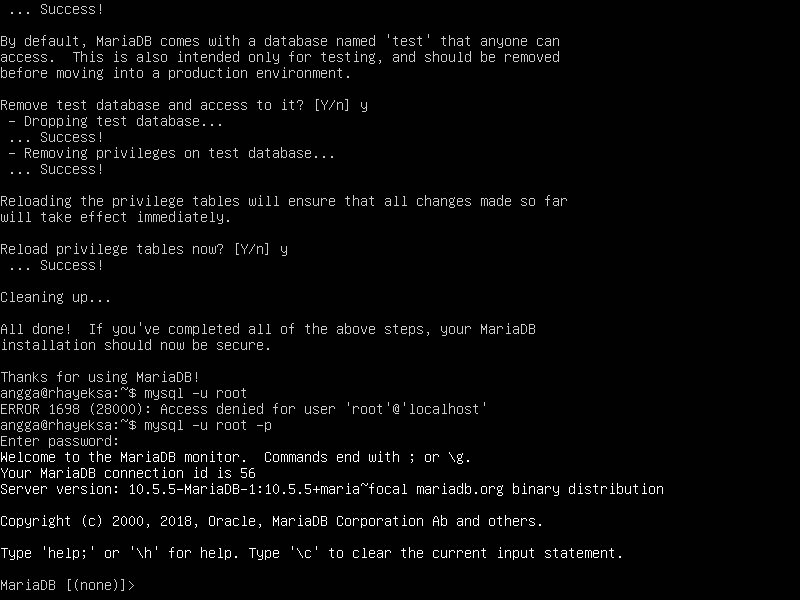 ... Success!
By default, MariaDB comes with a database named 'test' that anyone can
access.  This is also intended only for testing, and should be removed
before moving into a production environment.
Remove test database and access to it? [Y/n] y
 - Dropping test database...
 ... Success!
 - Removing privileges on test database...
 ... Success!
Reloading the privilege tables will ensure that all changes made so far
will take effect immediately.
Reload privilege tables now? [Y/n] y
 ... Success!
Cleaning up...
All done!  If you've completed all of the above steps, your MariaDB
installation should now be secure.
Thanks for using MariaDB!
angga@rhayeksa:~$ mysql -u root
ERROR 1698 (28000): Access denied for user 'root'@'localhost'
angga@rhayeksa:~$ mysql -u root -p
Enter password:
Welcome to the MariaDB monitor.  Commands end with ; or \g.
Your MariaDB connection id is 56
Server version: 10.5.5-MariaDB-1:10.5.5+maria~focal mariadb.org binary distribution
Copyright (c) 2000, 2018, Oracle, MariaDB Corporation Ab and others.
Type 'help;' or '\h' for help. Type '\c' to clear the current input statement.
MariaDB [(none)]>